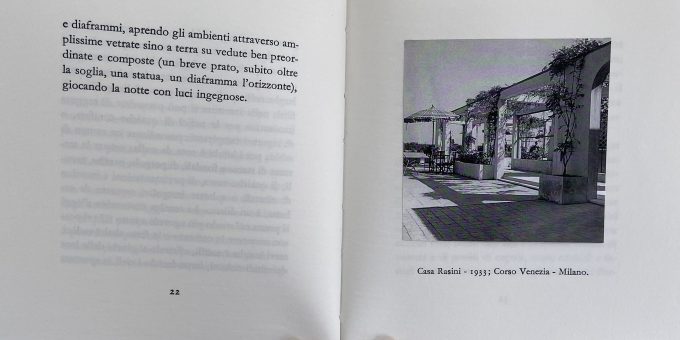 e diaframmi, aprendo gli ambienti attraverso am-
plissime vetrate sino a terra su vedute ben preor-
dinate e composte (un breve prato, subito oltre
la soglia, una statua, un diaframma l'orizzonte),
giocando la notte con luci ingegnose.
22
Casa Rasini - 1933; Corso Venezia - Milano.